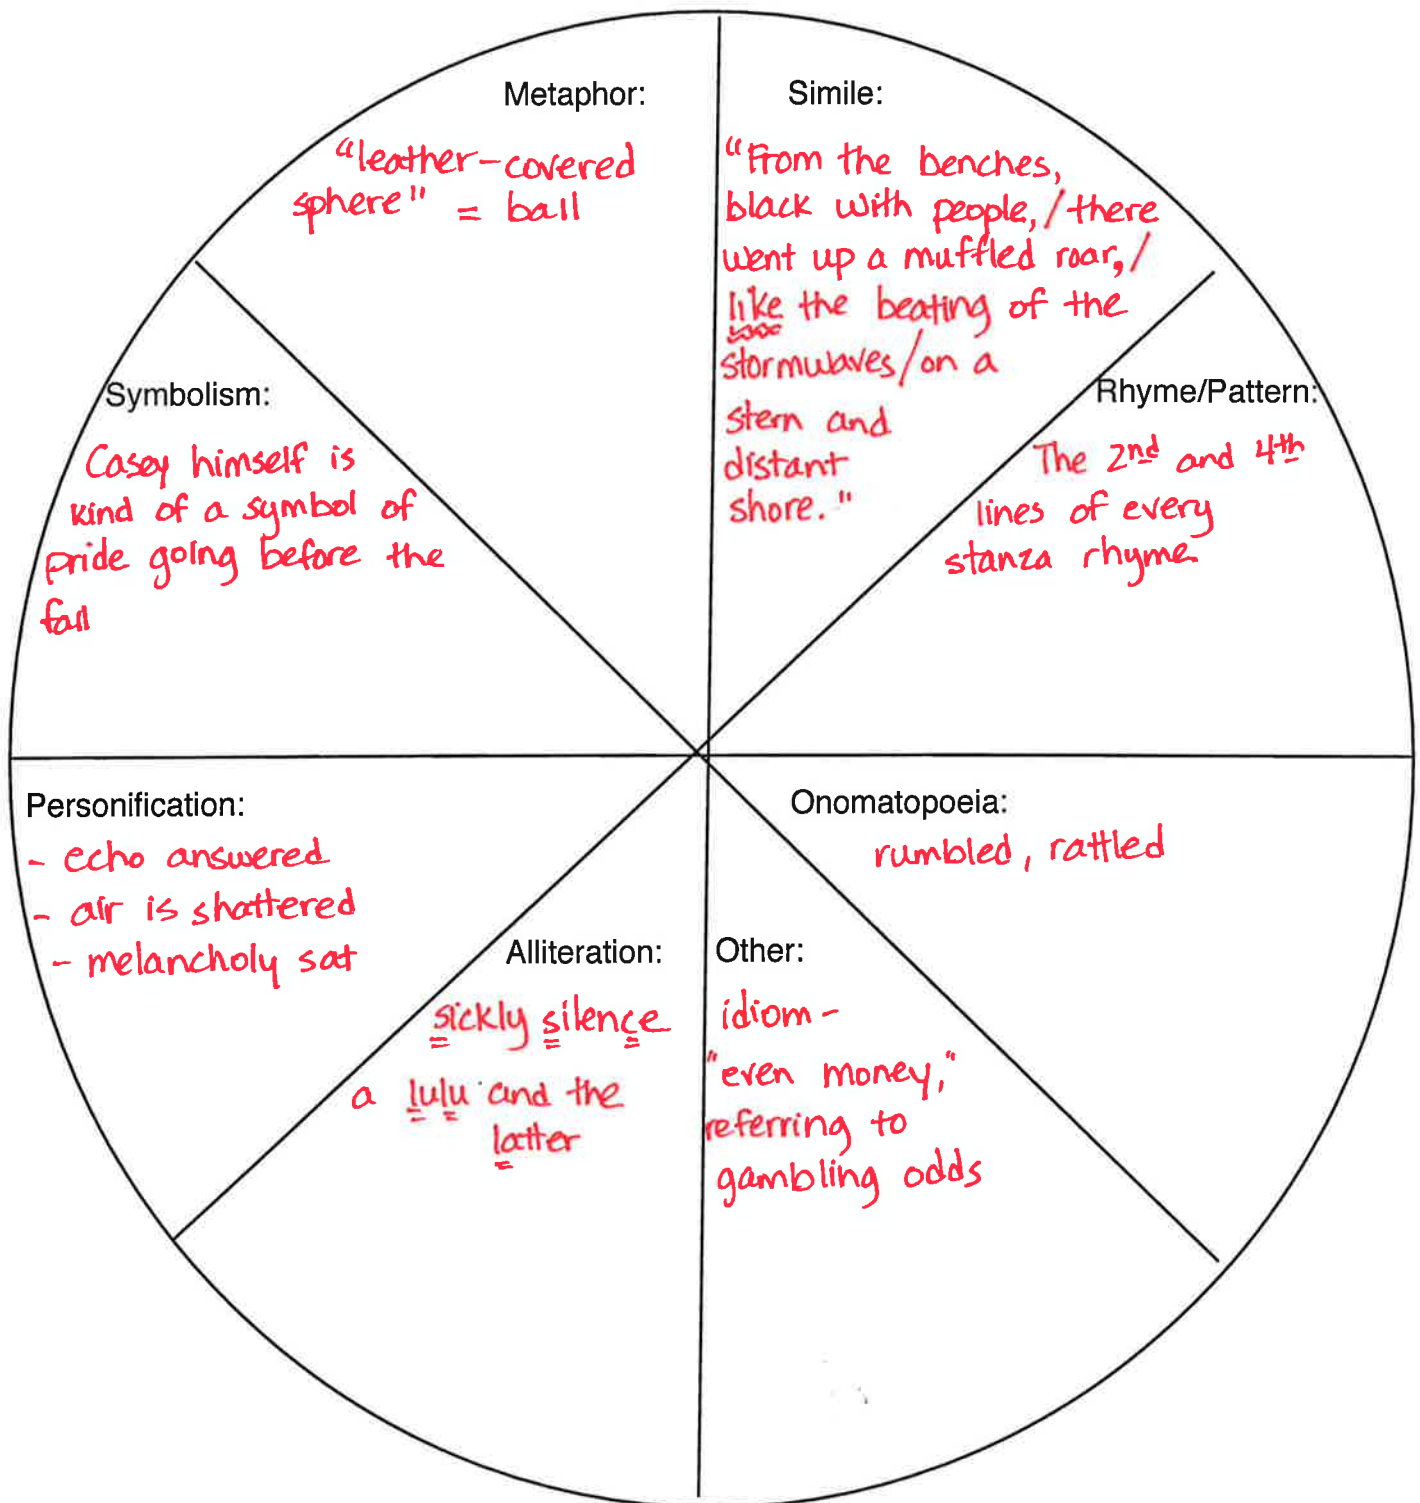 Metaphor:
"leather-covered
sphere" = ball
Simile:
"From the benches,
black with people, / there
went up a muffled roar, /
like the beating of the
stormwaves / on a
stern and
distant
shore."
Symbolism:
Casey himself is
kind of a symbol of
pride going before the
fall
Rhyme/Pattern:
The 2nd and 4th
lines of every
stanza rhyme.
Personification:
- echo answered
- air is shattered
- melancholy sat
Onomatopoeia:
rumbled, rattled
Alliteration:
sickly silence
a lulu and the
latter
Other:
idiom -
"even money,"
referring to
gambling odds